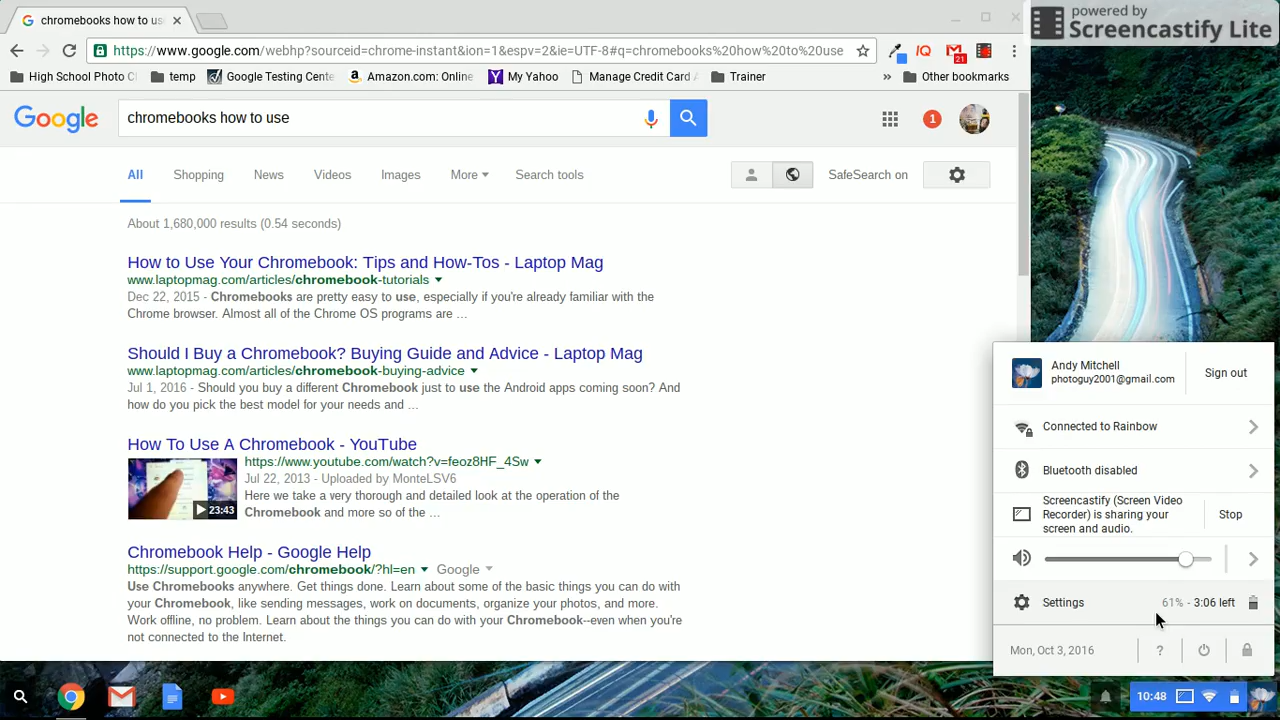 chromebooks how to us
powered by
Screencastify Lite
https://www.google.com/webhp?sourceid=chrome-instant&ion=1&espv=2&ie=UTF-8#q=chromebooks%20how%20to%20use
IQ
21
High School Photo C
temp
Google Testing Cente
Amazon.com: Online
My Yahoo
Manage Credit Card A
Trainer
»
Other bookmarks
Google
chromebooks how to use
1
All
Shopping
News
Videos
Images
More
Search tools
SafeSearch on
About 1,680,000 results (0.54 seconds)
How to Use Your Chromebook: Tips and How-Tos - Laptop Mag
www.laptopmag.com/articles/chromebook-tutorials
Dec 22, 2015 - Chromebooks are pretty easy to use, especially if you're already familiar with the
Chrome browser. Almost all of the Chrome OS programs are ...
Should I Buy a Chromebook? Buying Guide and Advice - Laptop Mag
www.laptopmag.com/articles/chromebook-buying-advice
Jul 1, 2016 - Should you buy a different Chromebook just to use the Android apps coming soon? And
how do you pick the best model for your needs and ...
How To Use A Chromebook - YouTube
https://www.youtube.com/watch?v=feoz8HF_4Sw
Jul 22, 2013 - Uploaded by MonteLSV6
Here we take a very thorough and detailed look at the operation of the
Chromebook and more so of the ...
23:43
Chromebook Help - Google Help
https://support.google.com/chromebook/?hl=en
Google
Use Chromebooks anywhere. Get things done. Learn about some of the basic things you can do with
your Chromebook, like sending messages, work on documents, organize your photos, and more.
Work offline, no problem. Learn about the things you can do with your Chromebook--even when you're
not connected to the Internet.
Andy Mitchell
photoguy2001@gmail.com
Sign out
Connected to Rainbow
Bluetooth disabled
Screencastify (Screen Video
Recorder) is sharing your
screen and audio.
Stop
Settings
61% - 3:06 left
Mon, Oct 3, 2016
?
10:48